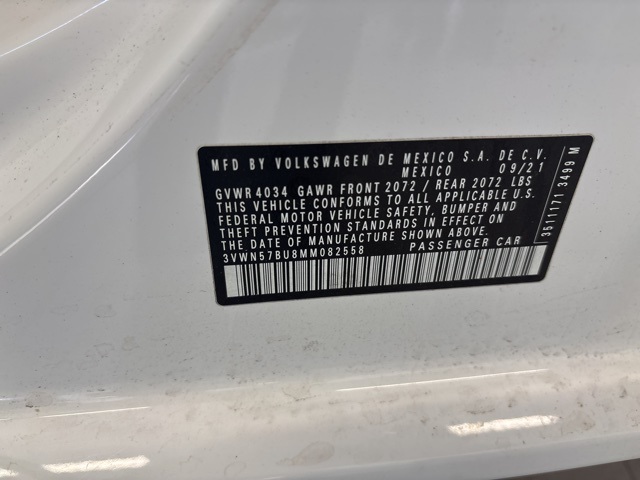 MFD BY VOLKSWAGEN DE MEXICO S.A. DE C.V.
MEXICO 09/21
GVWR 4034 GAWR FRONT 2072 / REAR 2072 LBS
THIS VEHICLE CONFORMS TO ALL APPLICABLE U.S.
FEDERAL MOTOR VEHICLE SAFETY, BUMPER AND
THEFT PREVENTION STANDARDS IN EFFECT ON
THE DATE OF MANUFACTURE SHOWN ABOVE.
3VWN57BU8MM082558 PASSENGER CAR
3611171 3499 M